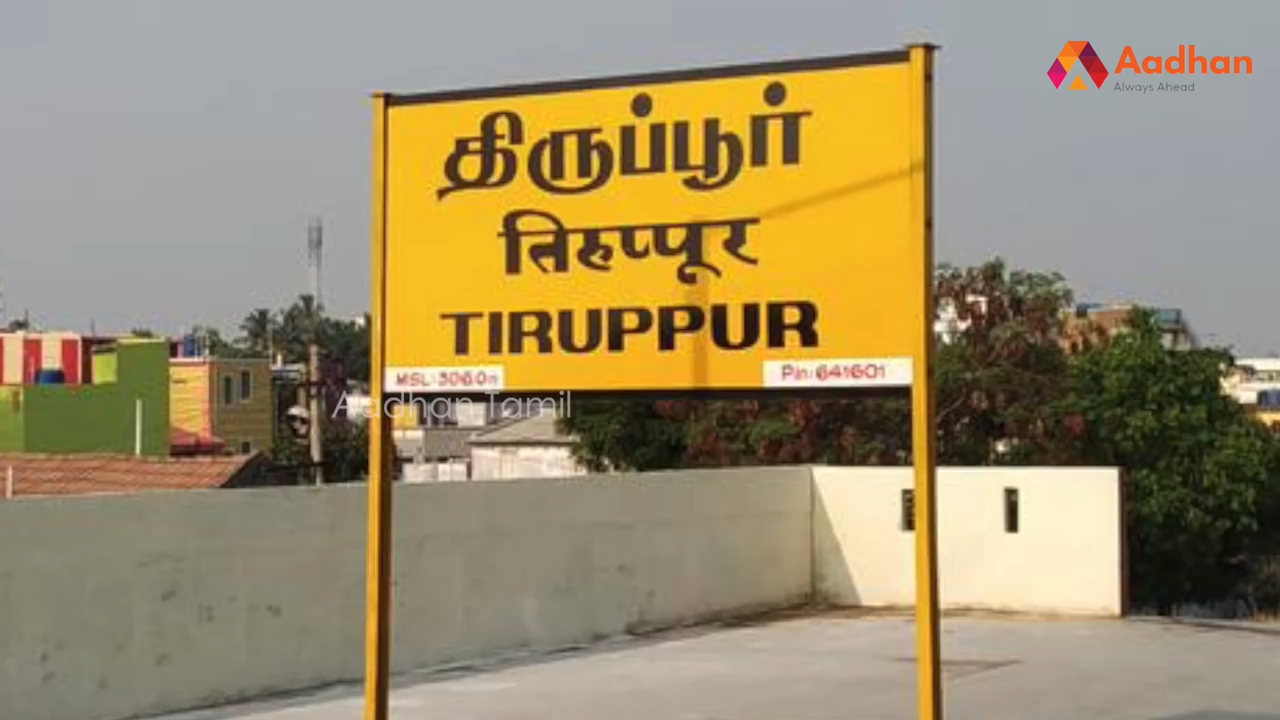 Aadhan
Always Ahead
திருப்பூர்
तिरुप्पूर
TIRUPPUR
MSL:306.0m
Pin:641601
Aadhan Tamil